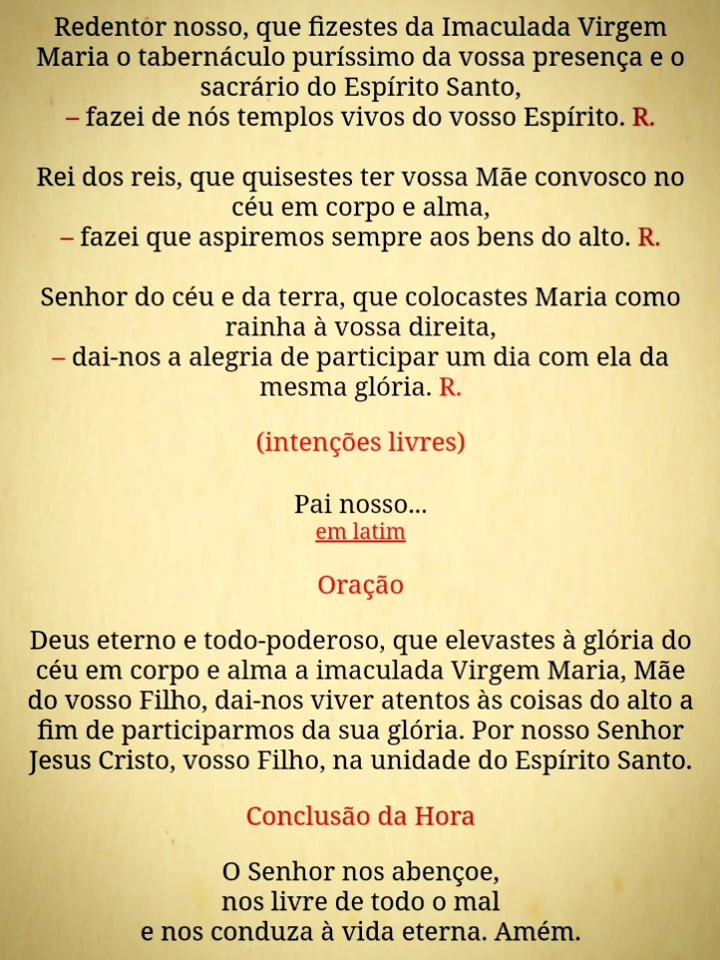 Redentor nosso, que fizestes da Imaculada Virgem
Maria o tabernáculo puríssimo da vossa presença e o
sacrário do Espírito Santo,
– fazei de nós templos vivos do vosso Espírito. R.
Rei dos reis, que quisestes ter vossa Mãe convosco no
céu em corpo e alma,
– fazei que aspiremos sempre aos bens do alto. R.
Senhor do céu e da terra, que colocastes Maria como
rainha à vossa direita,
– dai-nos a alegria de participar um dia com ela da
mesma glória. R.
(intenções livres)
Pai nosso...
em latim
Oração
Deus eterno e todo-poderoso, que elevastes à glória do
céu em corpo e alma a imaculada Virgem Maria, Mãe
do vosso Filho, dai-nos viver atentos às coisas do alto a
fim de participarmos da sua glória. Por nosso Senhor
Jesus Cristo, vosso Filho, na unidade do Espírito Santo.
Conclusão da Hora
O Senhor nos abençoe,
nos livre de todo o mal
e nos conduza à vida eterna. Amém.